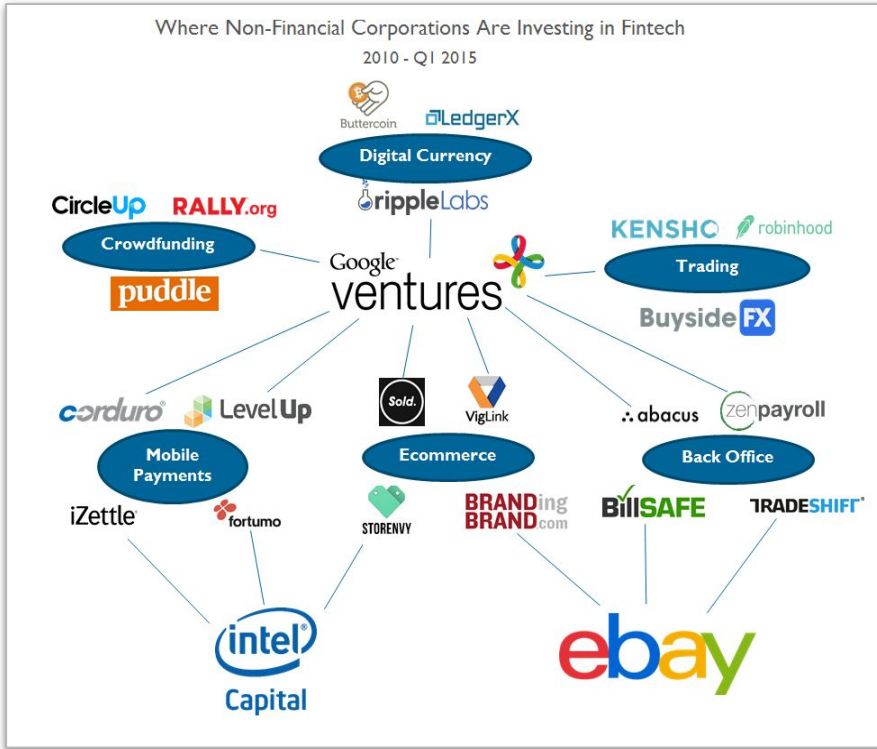 Where Non-Financial Corporations Are Investing in Fintech
2010 - Q1 2015
Buttercoin
LedgerX
Digital Currency
rippleLabs
CircleUp
RALLY.org
Crowdfunding
puddle
KENSHO
robinhood
Trading
Buyside FX
Google
ventures
corduro
LevelUp
Mobile
Payments
iZettle
fortumo
Sold.
VigLink
Ecommerce
STORENVY
BRANDing
BRAND.com
abacus
zenpayroll
Back Office
BillSAFE
TRADESHIFT
intel
Capital
ebay